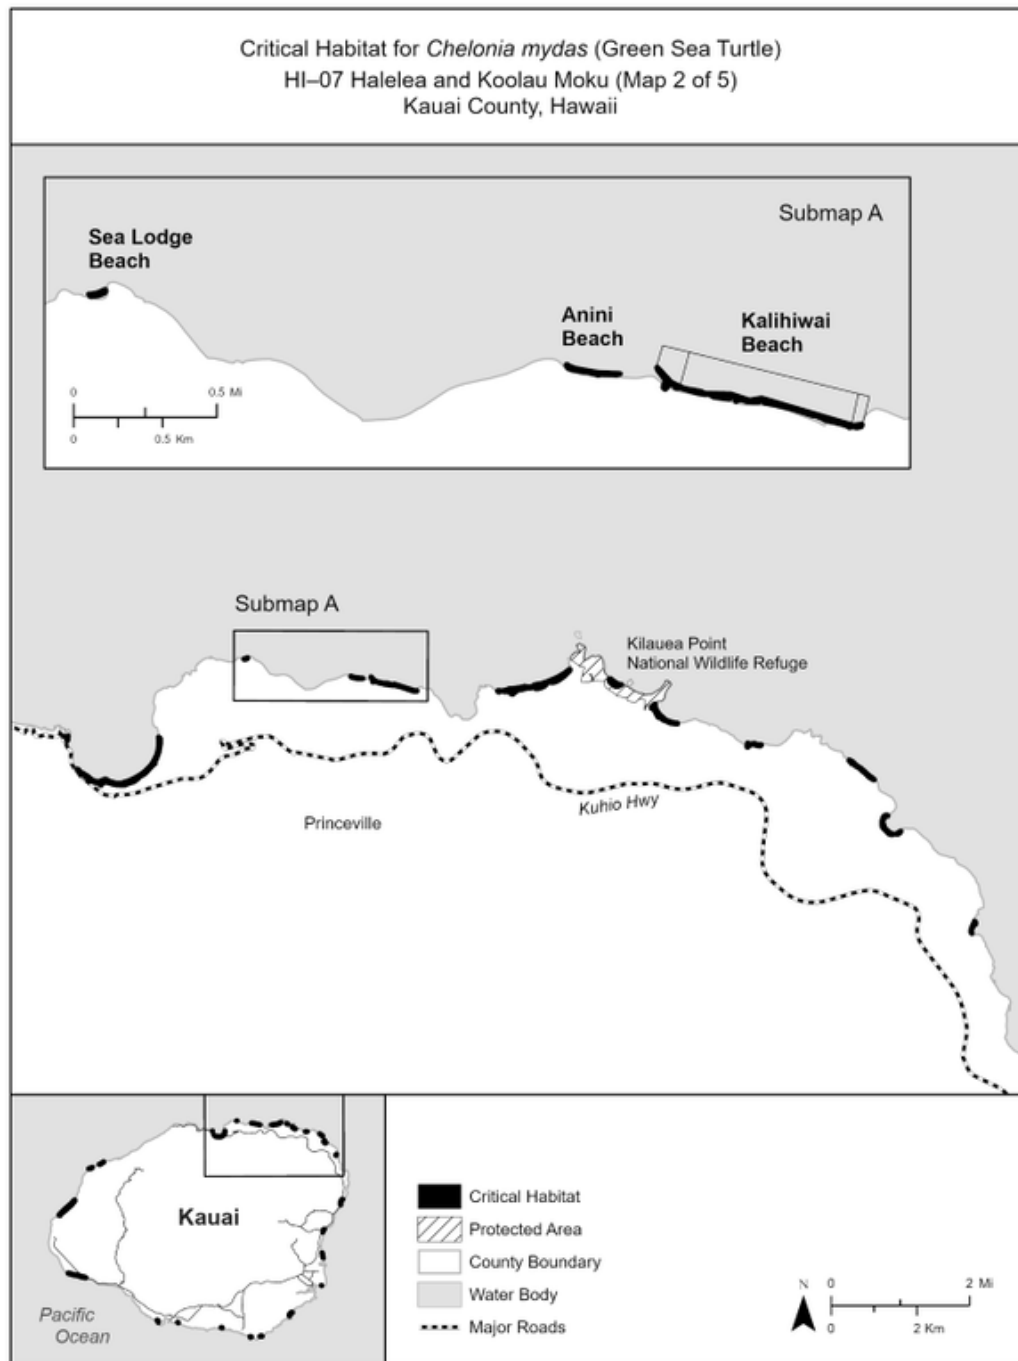 Critical Habitat for Chelonia mydas (Green Sea Turtle)
HI–07 Halelea and Koolau Moku (Map 2 of 5)
Kauai County, Hawaii
Submap A
Sea Lodge
Beach
Anini
Beach
Kalihiwai
Beach
0 0.5 Mi
0 0.5 Km
Submap A
Kilauea Point
National Wildlife Refuge
Kuhio Hwy
Princeville
Kauai
Pacific
Ocean
Critical Habitat
Protected Area
County Boundary
Water Body
Major Roads
N
0 2 Mi
0 2 Km